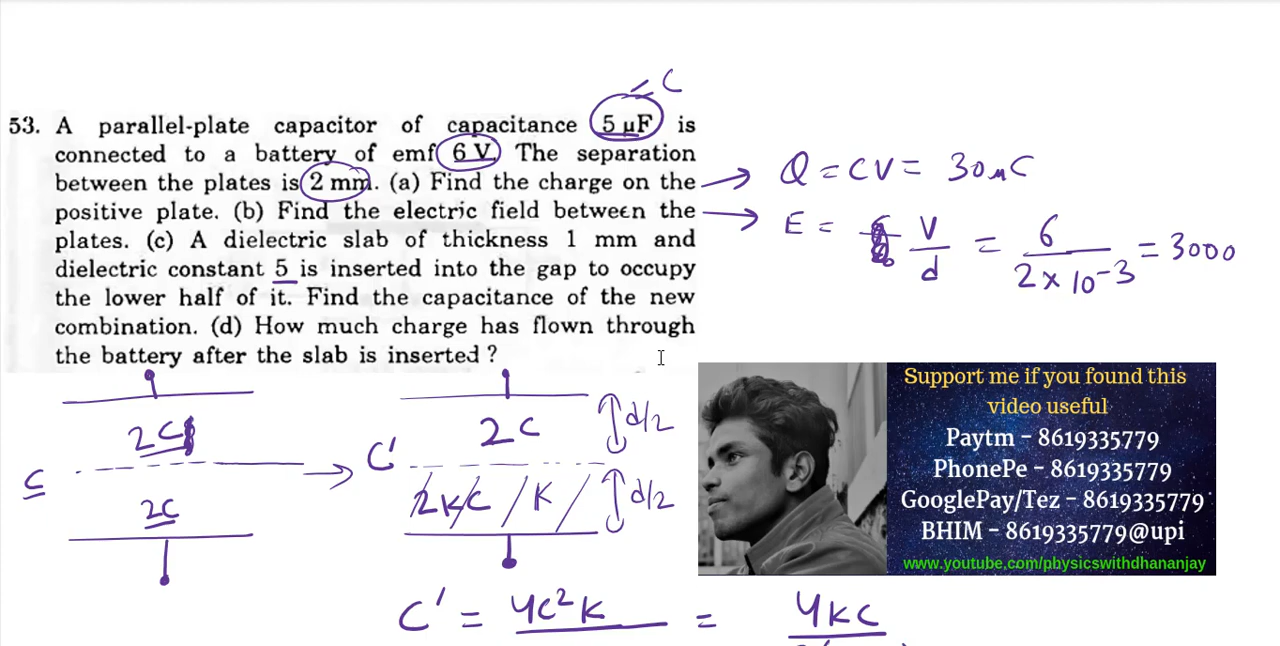 = C
53. A parallel-plate capacitor of capacitance 5 μF is
connected to a battery of emf 6 V. The separation
between the plates is 2 mm. (a) Find the charge on the
positive plate. (b) Find the electric field between the
plates. (c) A dielectric slab of thickness 1 mm and
dielectric constant 5 is inserted into the gap to occupy
the lower half of it. Find the capacitance of the new
combination. (d) How much charge has flown through
the battery after the slab is inserted ?
Q = CV = 30μC
E = V/d = 6/(2×10^-3) = 3000
C
2C
2C
C'
2C
2KC / K /
d/2
d/2
C' = 4C²K = 4KC
Support me if you found this
video useful
Paytm - 8619335779
PhonePe - 8619335779
GooglePay/Tez - 8619335779
BHIM - 8619335779@upi
www.youtube.com/physicswithdhananjay